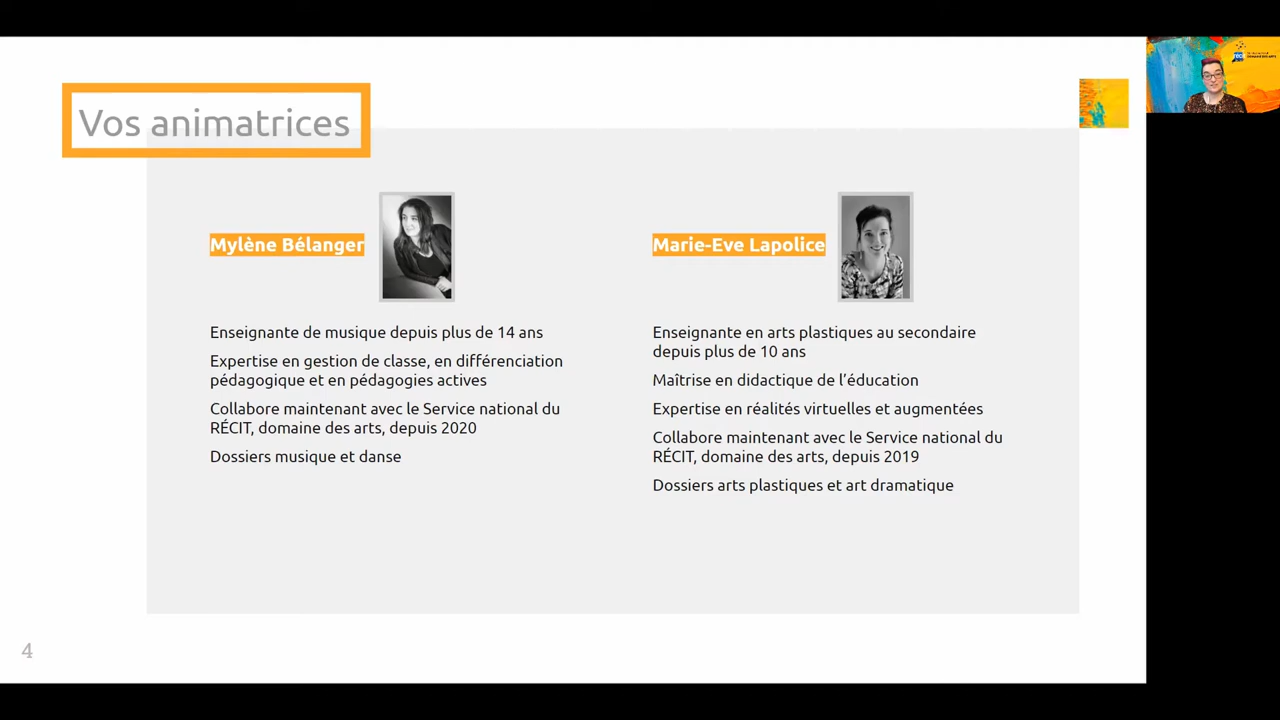 Vos animatrices
Mylène Bélanger
Enseignante de musique depuis plus de 14 ans
Expertise en gestion de classe, en différenciation
pédagogique et en pédagogies actives
Collabore maintenant avec le Service national du
RÉCIT, domaine des arts, depuis 2020
Dossiers musique et danse
Marie-Eve Lapolice
Enseignante en arts plastiques au secondaire
depuis plus de 10 ans
Maîtrise en didactique de l’éducation
Expertise en réalités virtuelles et augmentées
Collabore maintenant avec le Service national du
RÉCIT, domaine des arts, depuis 2019
Dossiers arts plastiques et art dramatique
4